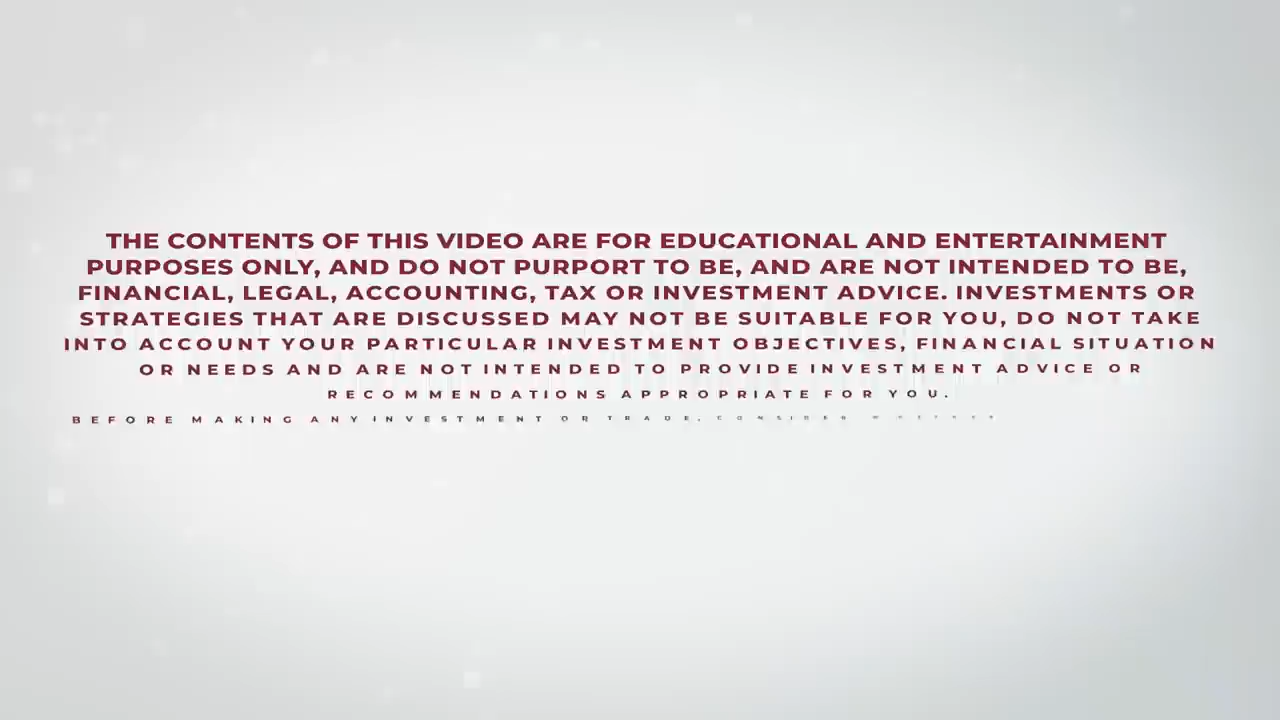 THE CONTENTS OF THIS VIDEO ARE FOR EDUCATIONAL AND ENTERTAINMENT
PURPOSES ONLY, AND DO NOT PURPORT TO BE, AND ARE NOT INTENDED TO BE,
FINANCIAL, LEGAL, ACCOUNTING, TAX OR INVESTMENT ADVICE. INVESTMENTS OR
STRATEGIES THAT ARE DISCUSSED MAY NOT BE SUITABLE FOR YOU, DO NOT TAKE
INTO ACCOUNT YOUR PARTICULAR INVESTMENT OBJECTIVES, FINANCIAL SITUATION
OR NEEDS AND ARE NOT INTENDED TO PROVIDE INVESTMENT ADVICE OR
RECOMMENDATIONS APPROPRIATE FOR YOU.
BEFORE MAKING ANY INVESTMENT OR TRADE, CONSIDER